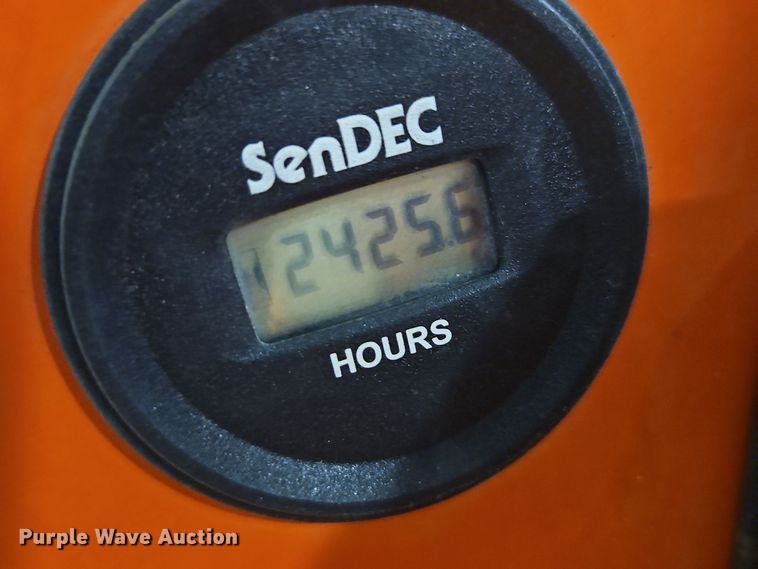 SenDEC
2425.6
HOURS
Purple Wave Auction